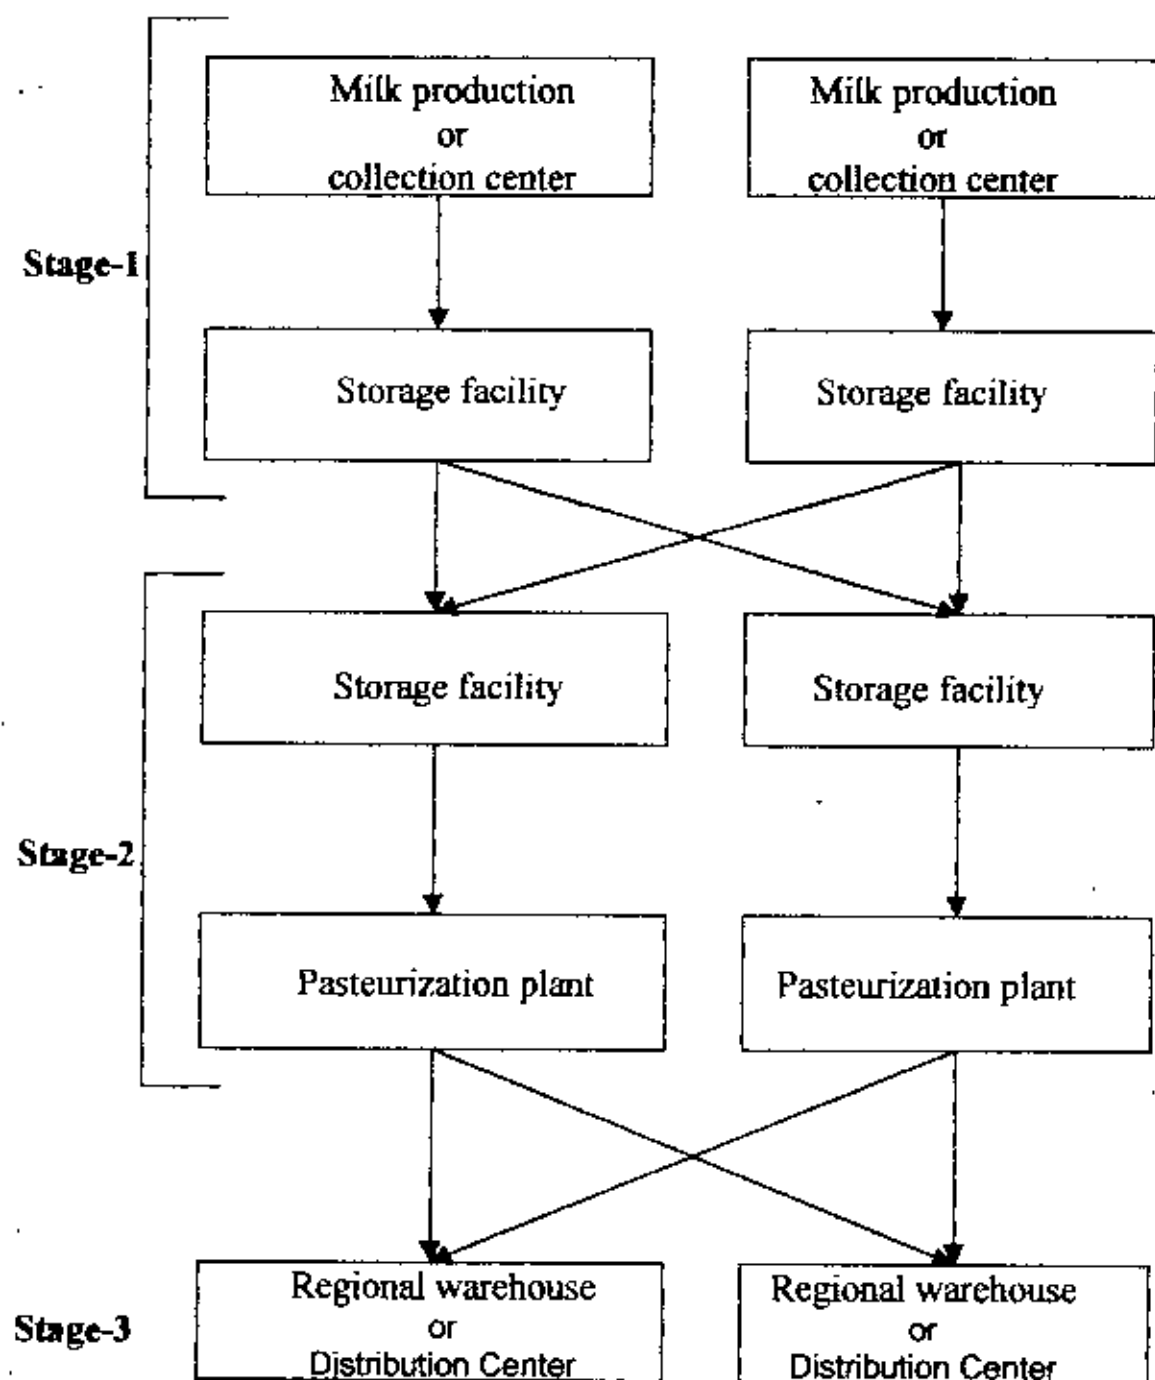 Milk production
or
collection center
Milk production
or
collection center
Stage-1
Storage facility
Storage facility
Storage facility
Storage facility
Stage-2
Pasteurization plant
Pasteurization plant
Regional warehouse
or
Distribution Center
Regional warehouse
or
Distribution Center
Stage-3